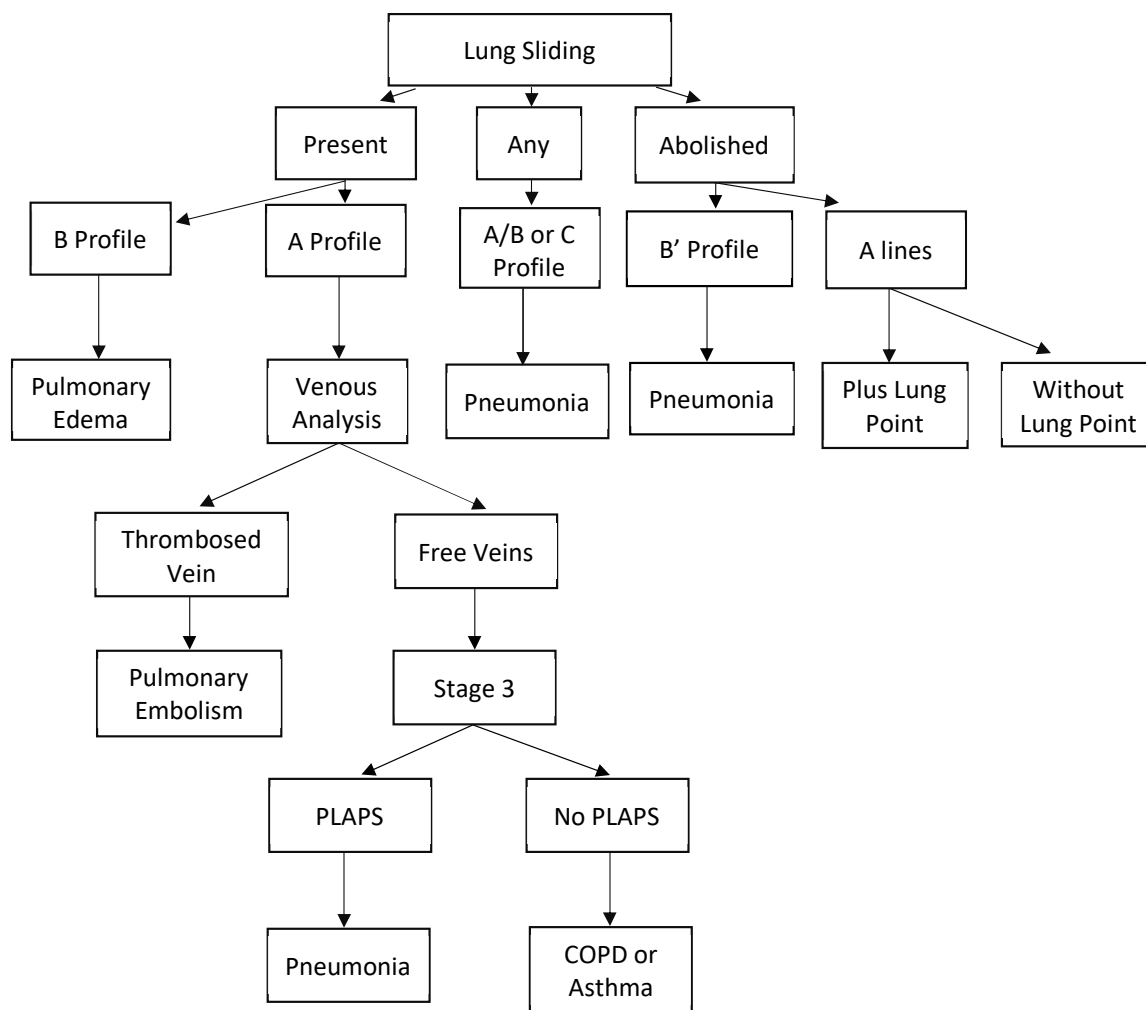 Lung Sliding
Present
Any
Abolished
B Profile
A Profile
A/B or C
Profile
B’ Profile
A lines
Pulmonary
Edema
Venous
Analysis
Pneumonia
Pneumonia
Plus Lung
Point
Without
Lung Point
Thrombosed
Vein
Free Veins
Pulmonary
Embolism
Stage 3
PLAPS
No PLAPS
Pneumonia
COPD or
Asthma